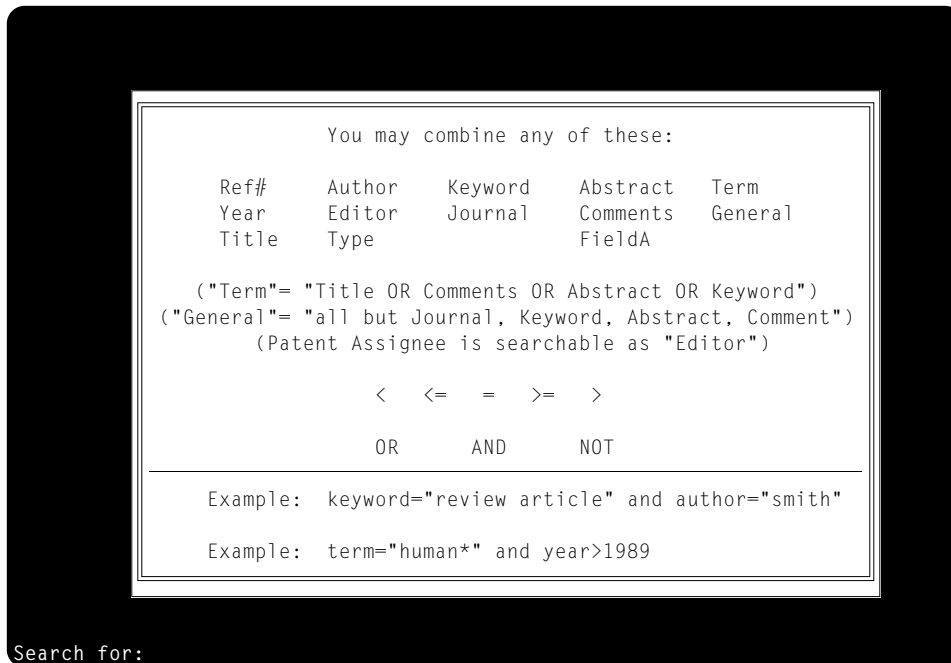 You may combine any of these:
Ref# Author Keyword Abstract Term
Year Editor Journal Comments General
Title Type FieldA
("Term"= "Title OR Comments OR Abstract OR Keyword")
("General"= "all but Journal, Keyword, Abstract, Comment")
(Patent Assignee is searchable as "Editor")
< <= = >= >
OR AND NOT
Example: keyword="review article" and author="smith"
Example: term="human*" and year>1989
Search for: